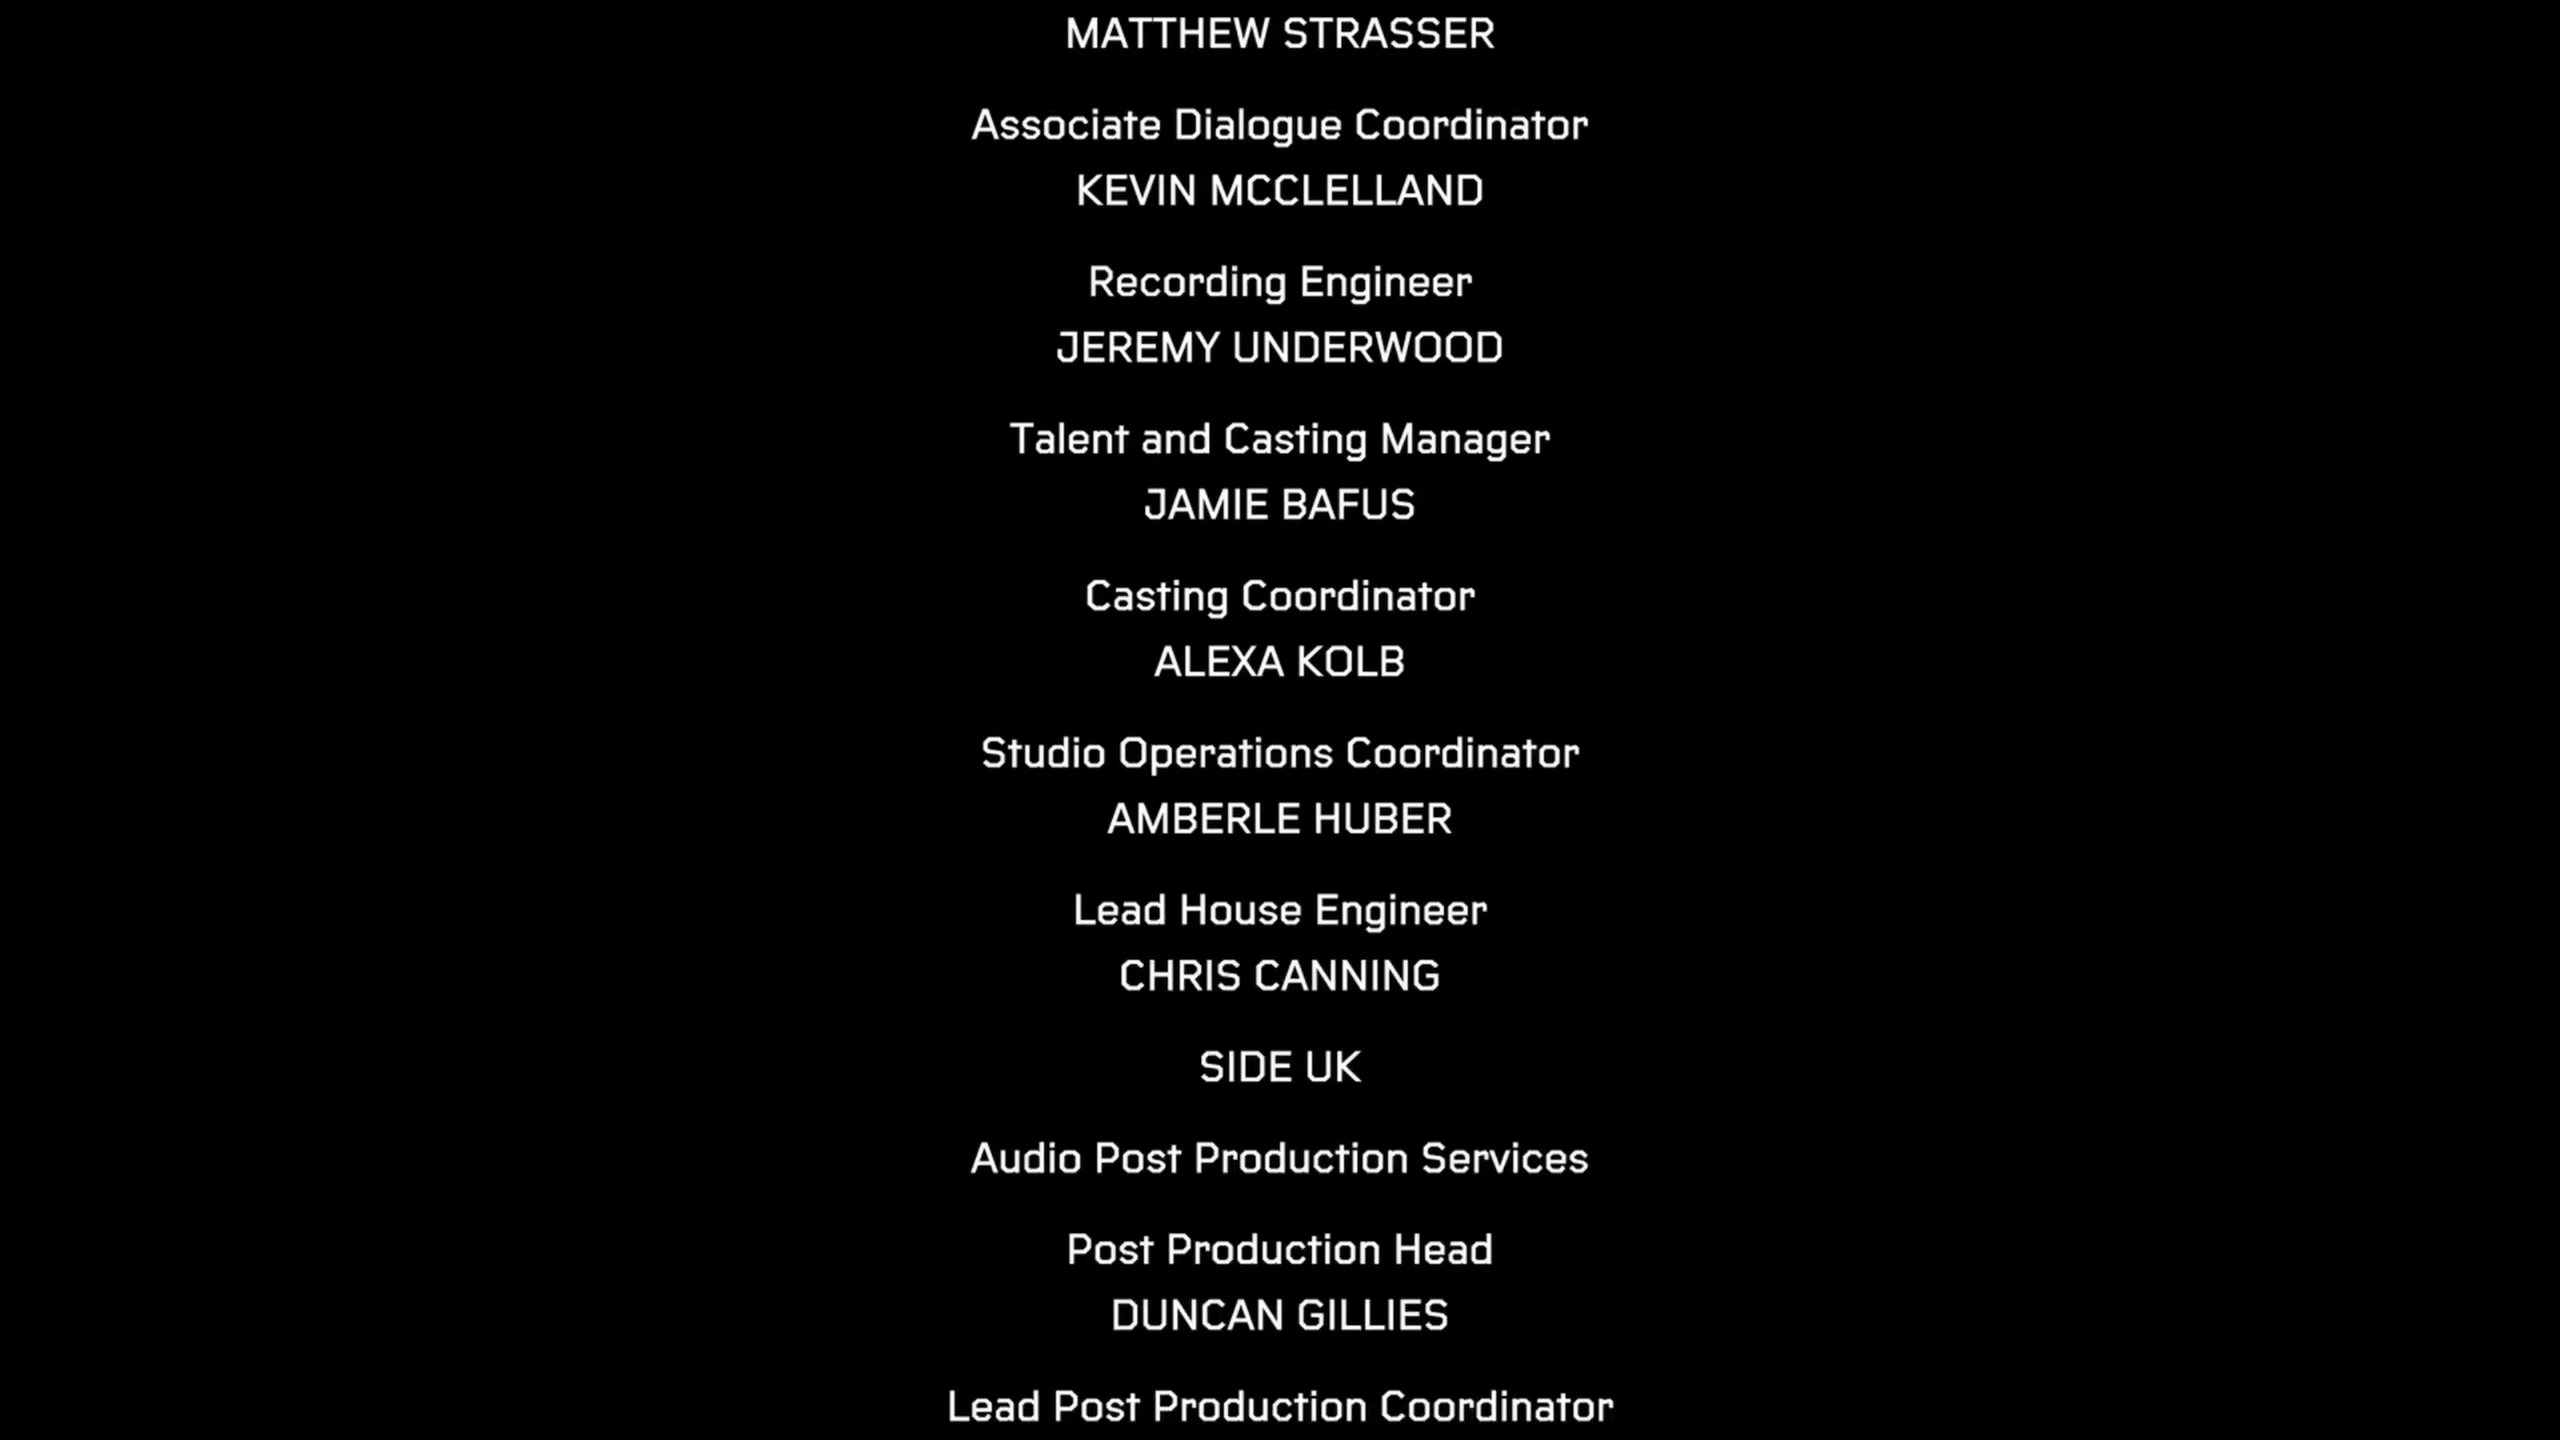 MATTHEW STRASSER
Associate Dialogue Coordinator
KEVIN MCCLELLAND
Recording Engineer
JEREMY UNDERWOOD
Talent and Casting Manager
JAMIE BAFUS
Casting Coordinator
ALEXA KOLB
Studio Operations Coordinator
AMBERLE HUBER
Lead House Engineer
CHRIS CANNING
SIDE UK
Audio Post Production Services
Post Production Head
DUNCAN GILLIES
Lead Post Production Coordinator